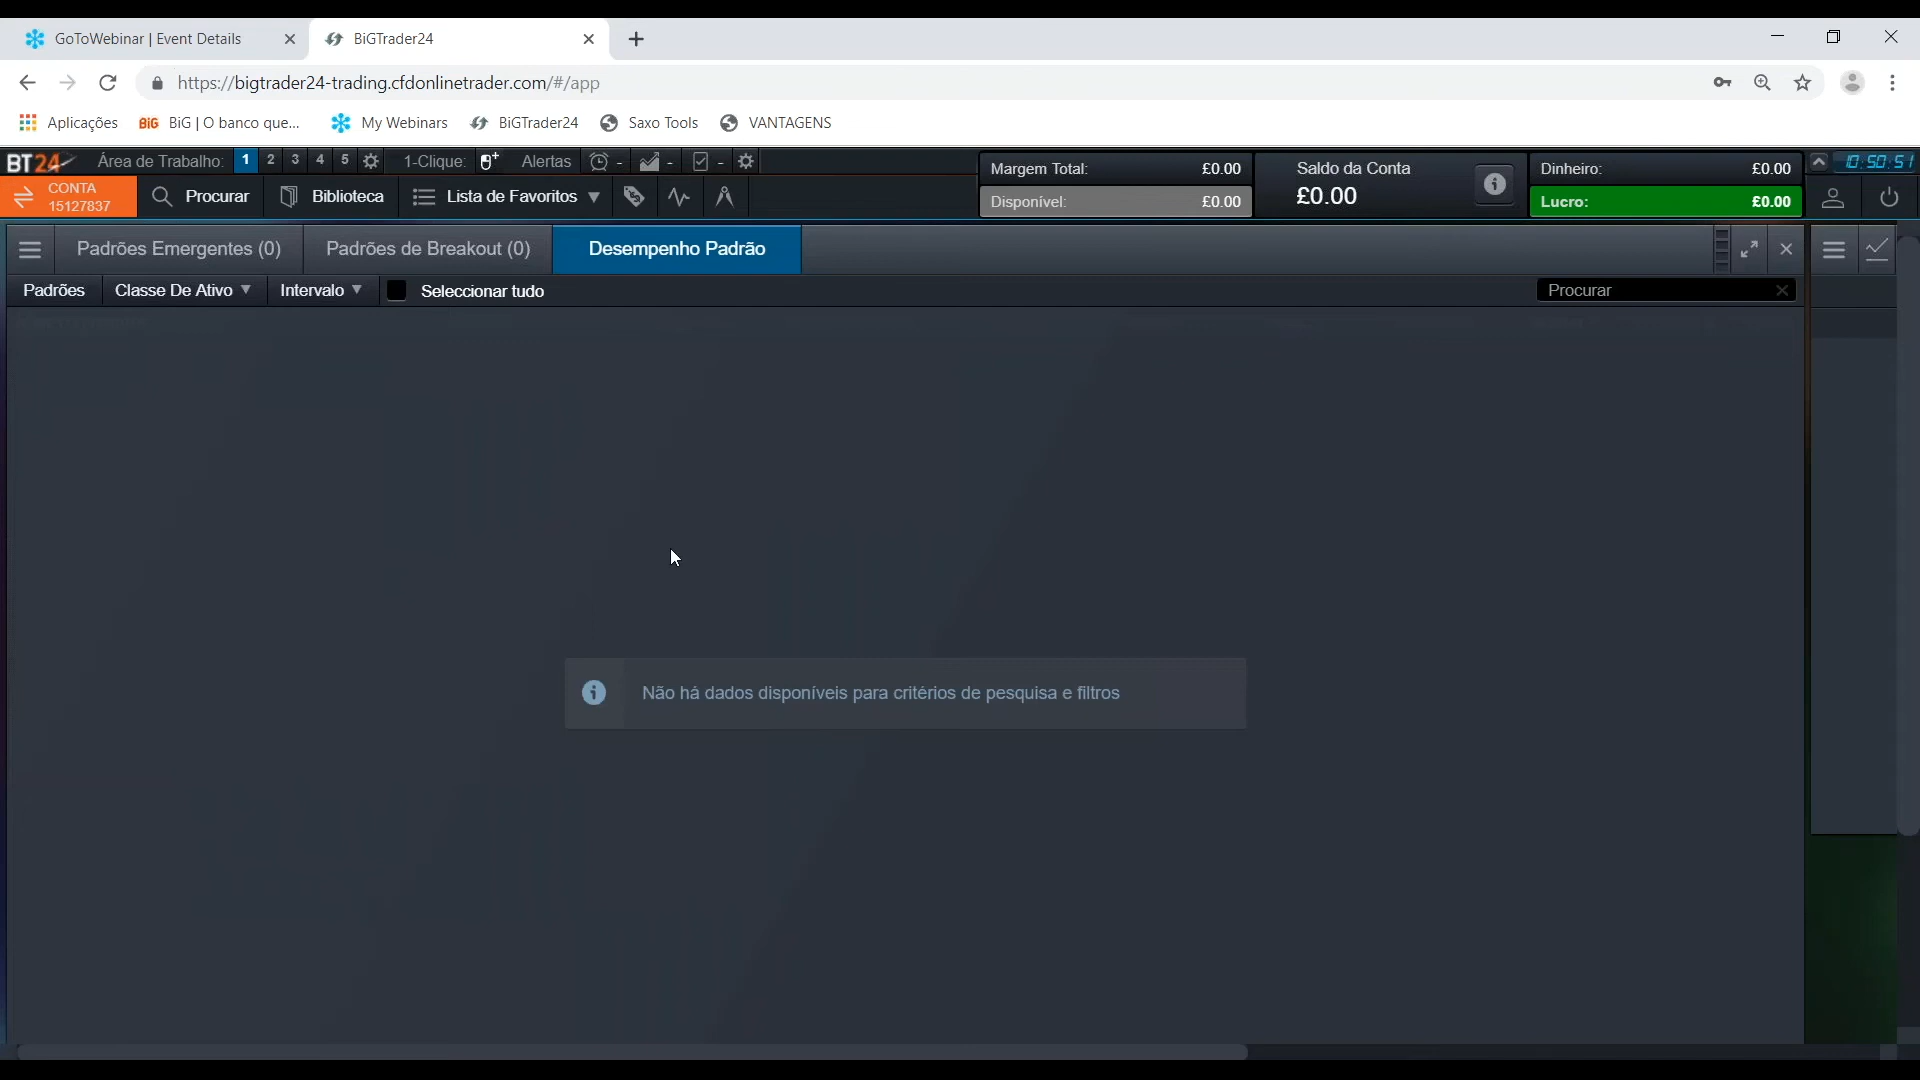 GoToWebinar | Event Details
BiGTrader24
https://bigtrader24-trading.cfdonlinetrader.com/#/app
Aplicações
BiG BiG | O banco que...
My Webinars
BiGTrader24
Saxo Tools
VANTAGENS
BT24
Área de Trabalho: 1 2 3 4 5
1-Clique:
Alertas - - -
Margem Total: £0.00
Saldo da Conta
Dinheiro: £0.00
10:50:51
CONTA
15127837
Procurar
Biblioteca
Lista de Favoritos
Disponível: £0.00
£0.00
Lucro: £0.00
Padrões Emergentes (0)
Padrões de Breakout (0)
Desempenho Padrão
Padrões
Classe De Ativo
Intervalo
Seleccionar tudo
Procurar
Não há dados disponíveis para critérios de pesquisa e filtros